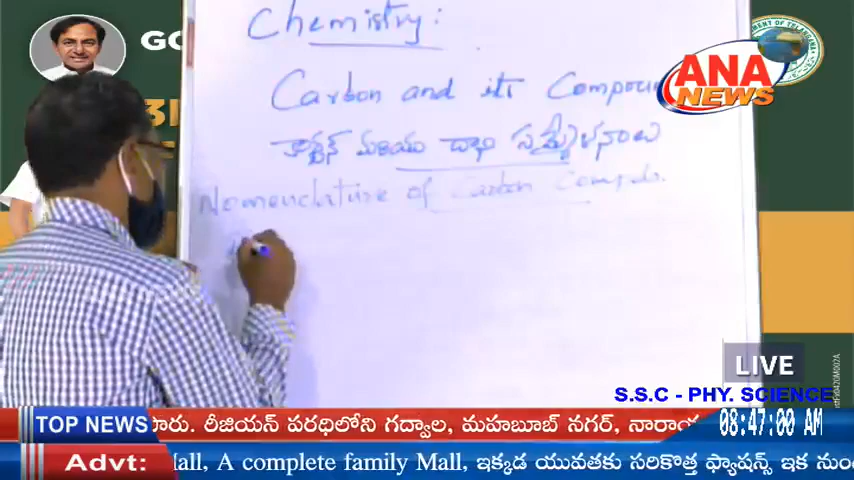 GO
Chemistry:
Carbon and its Compoun
కార్బన్ మరియు దాని సమ్మేళనాలు
Nomenclature of Carbon Compds.
ANA
NEWS
LIVE
S.S.C - PHY. SCIENCE
TOP NEWS
పారు. రీజియన్ పరధిలోని గద్వాల, మహబూబ్ నగర్, నారాయ
08:47:00 AM
Advt:
Mall, A complete family Mall, ఇక్కడ యువతకు సరికొత్త ఫ్యాషన్స్ ఇక నుం